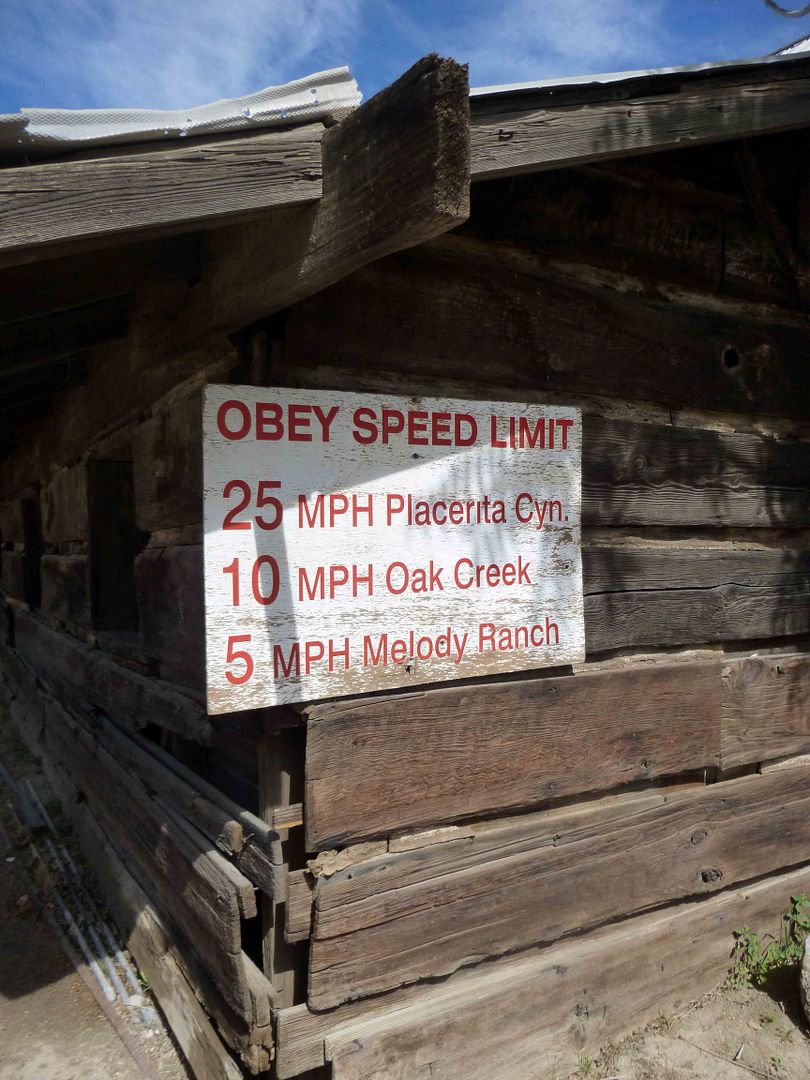 OBEY SPEED LIMIT
25 MPH Placerita Cyn.
10 MPH Oak Creek
5 MPH Melody Ranch